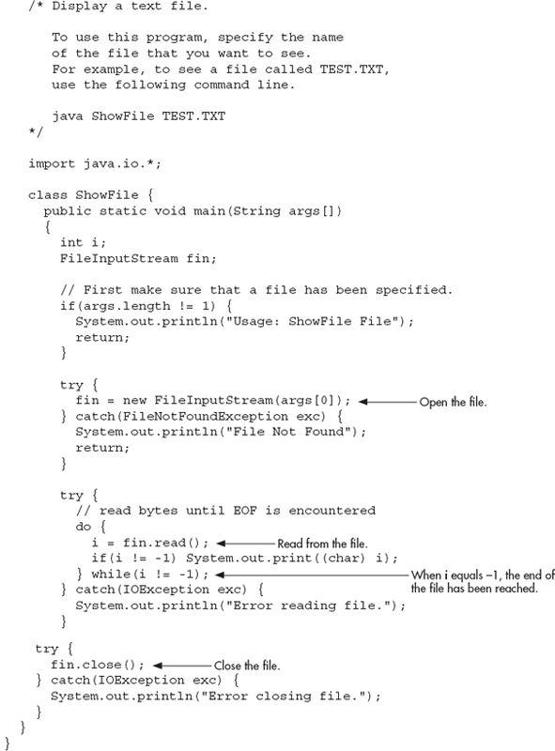 /* Display a text file.
To use this program, specify the name
of the file that you want to see.
For example, to see a file called TEST.TXT,
use the following command line.
java ShowFile TEST.TXT
*/
import java.io.*;
class ShowFile {
public static void main(String args[])
{
int i;
FileInputStream fin;
// First make sure that a file has been specified.
if(args.length != 1) {
System.out.println("Usage: ShowFile File");
return;
}
try {
fin = new FileInputStream(args[0]); Open the file.
} catch(FileNotFoundException exc) {
System.out.println("File Not Found");
return;
}
try {
// read bytes until EOF is encountered
do {
i = fin.read(); Read from the file.
if(i != -1) System.out.print((char) i);
} while(i != -1); When i equals –1, the end of
the file has been reached.
} catch(IOException exc) {
System.out.println("Error reading file.");
}
try {
fin.close(); Close the file.
} catch(IOException exc) {
System.out.println("Error closing file.");
}
}
}